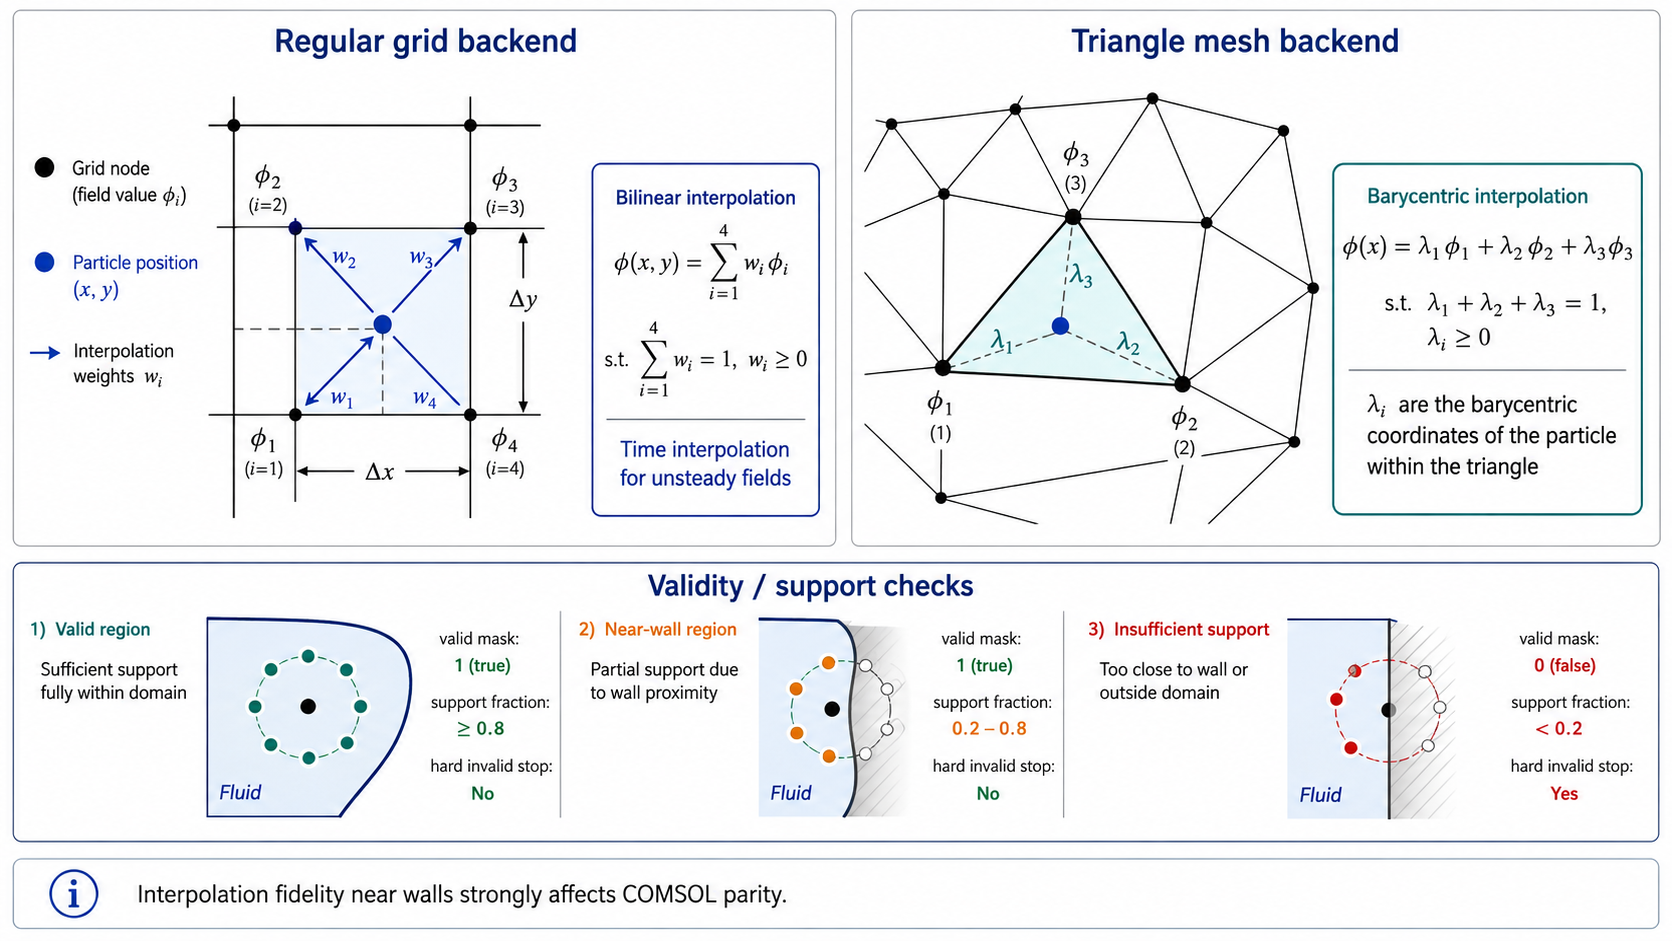 Regular grid backend
Grid node
(field value ϕᵢ)
Particle position
(x, y)
Interpolation
weights wᵢ
ϕ₂
(i=2)
ϕ₃
(i=3)
w₂
w₃
w₁
w₄
Δy
ϕ₁
(i=1)
Δx
ϕ₄
(i=4)
Bilinear interpolation
ϕ(x, y) = ∑_{i=1}^{4} wᵢ ϕᵢ
s.t. ∑_{i=1}^{4} wᵢ = 1, wᵢ ≥ 0
Time interpolation
for unsteady fields
Triangle mesh backend
ϕ₃
(3)
λ₃
λ₁
λ₂
ϕ₁
(1)
ϕ₂
(2)
Barycentric interpolation
ϕ(x) = λ₁ϕ₁ + λ₂ϕ₂ + λ₃ϕ₃
s.t. λ₁ + λ₂ + λ₃ = 1,
λᵢ ≥ 0
λᵢ are the barycentric
coordinates of the particle
within the triangle
Validity / support checks
1) Valid region
Sufficient support
fully within domain
Fluid
valid mask:
1 (true)
support fraction:
≥ 0.8
hard invalid stop:
No
2) Near-wall region
Partial support due
to wall proximity
Fluid
valid mask:
1 (true)
support fraction:
0.2 – 0.8
hard invalid stop:
No
3) Insufficient support
Too close to wall or
outside domain
Fluid
valid mask:
0 (false)
support fraction:
< 0.2
hard invalid stop:
Yes
i
Interpolation fidelity near walls strongly affects COMSOL parity.